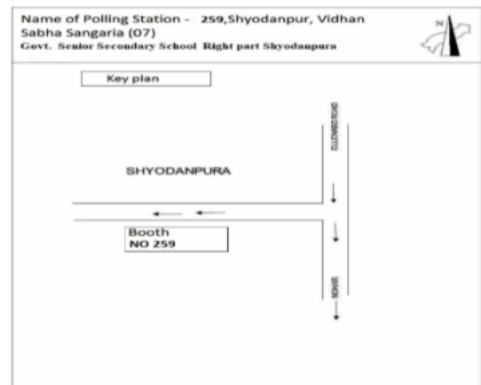 Name of Polling Station - 259,Shyodanpur, Vidhan
Sabha Sangaria (07)
Govt. Senior Secondary School Right part Shyodanpura
N
Key plan
SHYODANPURA
Booth
NO 259